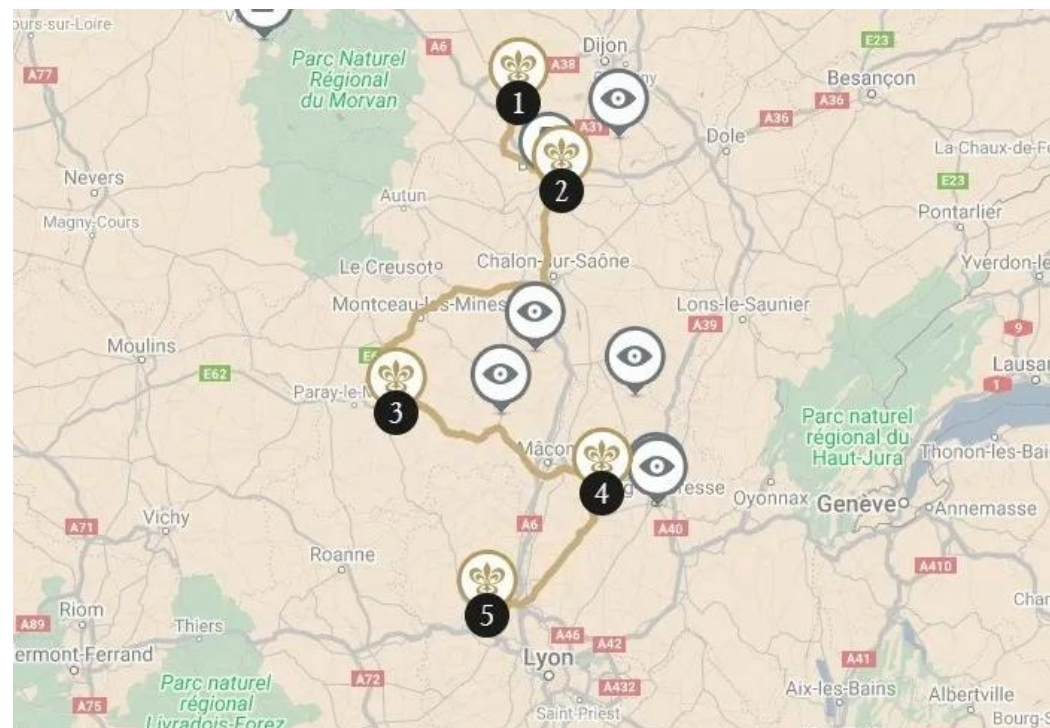 ours-sur-Loire
A6
A38
Dijon
E23
A77
Parc Naturel
Régional
du Morvan
Besançon
1
A31
A36
A36
Dole
La Chaux-de-Fo
Nevers
E23
2
Autun
Magny-Cours
Pontarlier
Le Creusot
Chalon-sur-Saône
Yverdon-le
Montceau-les-Mines
Lons-le-Saunier
A39
9
Moulins
E62
Lausa
1
Paray-le-M
3
Parc naturel
régional du
Haut-Jura
Mâcon
Thonon-les-Bai
4
g-
resse
Oyonnax
Genève
Annemasse
A71
Vichy
A6
A40
Roanne
A410
5
Riom
Char
A89
Thiers
A46
A42
ermont-Ferrand
Lyon
A41
A72
A432
Aix-les-Bains
Albertville
Parc naturel
régional
Livradois-Forez
A75
Saint-Priest
Bourg-S